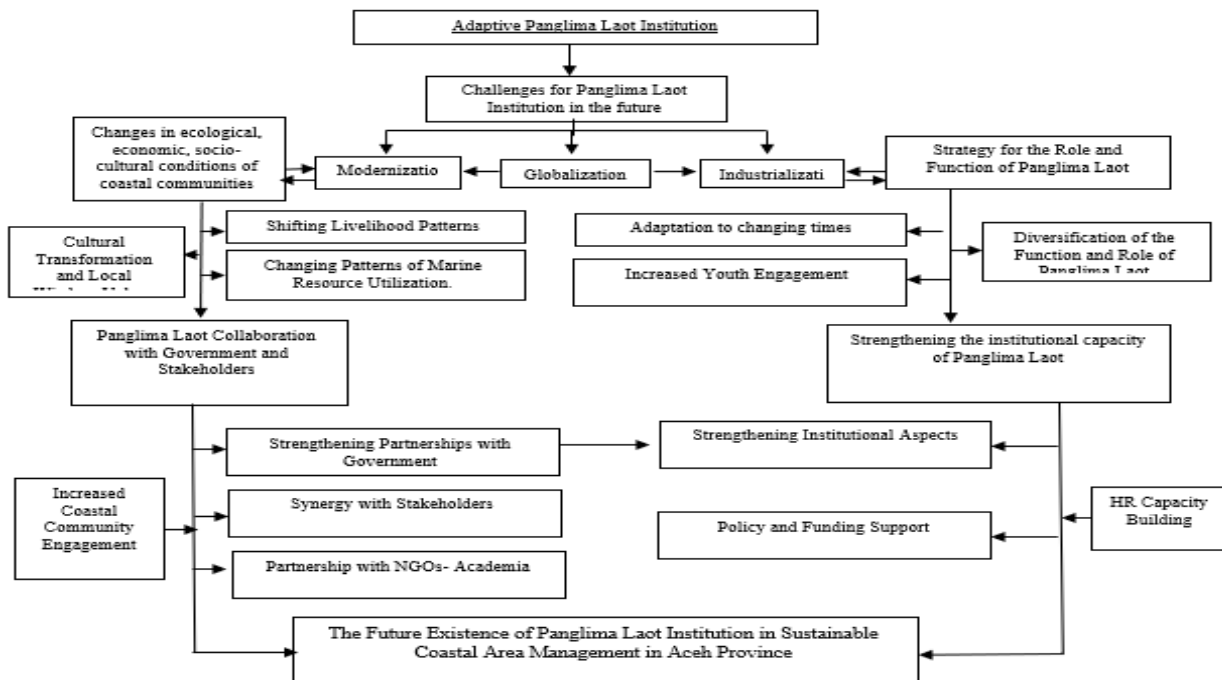 Adaptive Panglima Laot Institution
Challenges for Panglima Laot
Institution in the future
Changes in ecological,
economic, socio-
cultural conditions of
coastal communities
Modernizatio
Globalization
Industrializati
Strategy for the Role and
Function of Panglima Laot
Shifting Livelihood Patterns
Adaptation to changing times
Cultural
Transformation
and Local
Changing Patterns of Marine
Resource Utilization.
Increased Youth Engagement
Diversification of the
Function and Role of
Panglima Laot
Panglima Laot Collaboration
with Government and
Stakeholders
Strengthening the institutional capacity
of Panglima Laot
Strengthening Partnerships with
Government
Strengthening Institutional Aspects
Increased
Coastal
Community
Engagement
Synergy with Stakeholders
Policy and Funding Support
HR Capacity
Building
Partnership with NGOs- Academia
The Future Existence of Panglima Laot Institution in Sustainable
Coastal Area Management in Aceh Province